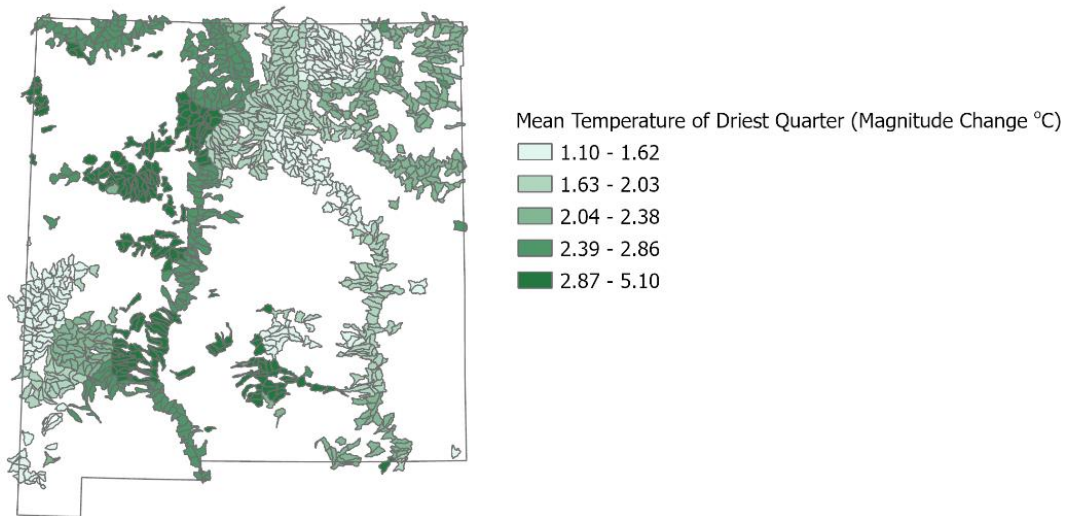 Mean Temperature of Driest Quarter (Magnitude Change °C)
1.10 - 1.62
1.63 - 2.03
2.04 - 2.38
2.39 - 2.86
2.87 - 5.10